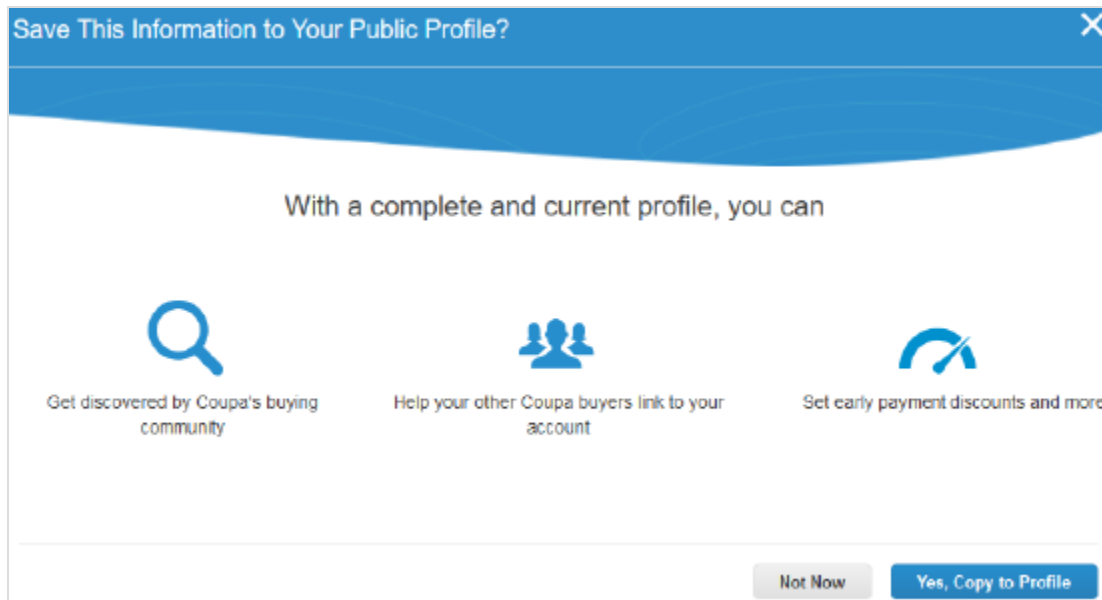 Save This Information to Your Public Profile?
With a complete and current profile, you can
Get discovered by Coupa's buying
community
Help your other Coupa buyers link to your
account
Set early payment discounts and more
Not Now
Yes, Copy to Profile